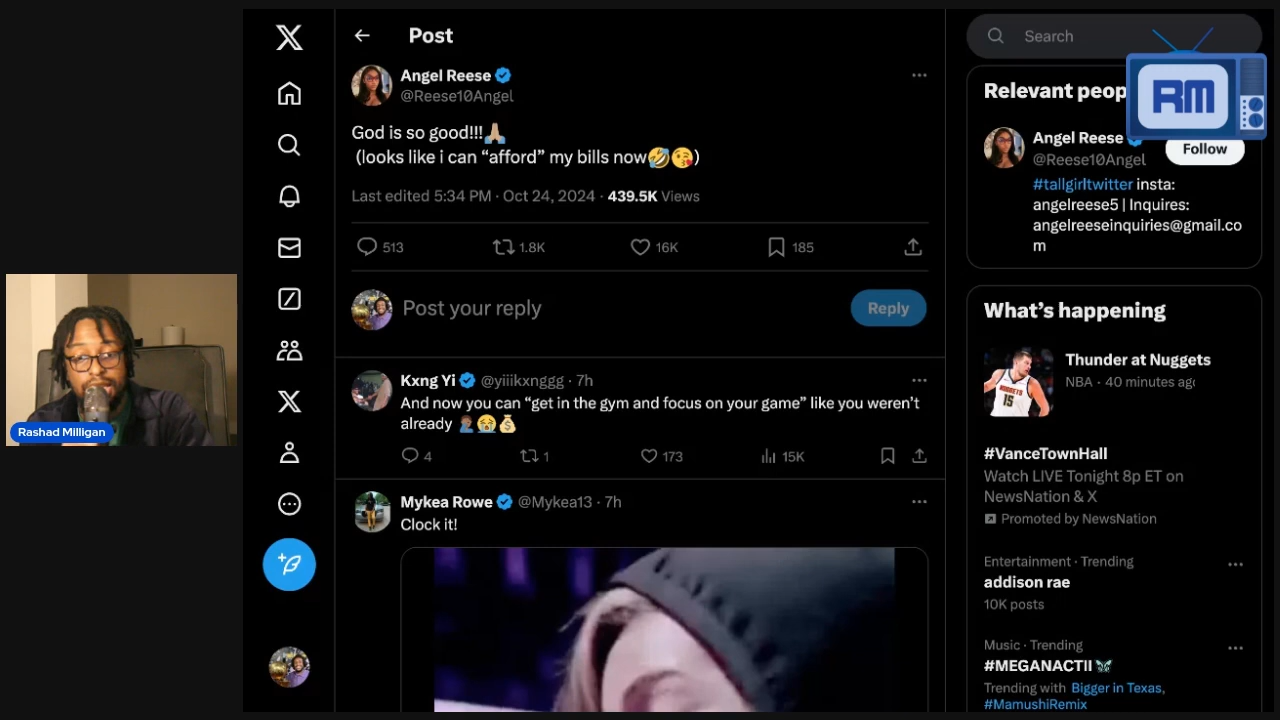 Post
Angel Reese
@Reese10Angel
God is so good!!!🙏🏼
(looks like i can “afford” my bills now🤣😘)
Last edited 5:34 PM · Oct 24, 2024 · 439.5K Views
513
1.8K
16K
185
Post your reply
Reply
Kxng Yi @yiiikxnggg · 7h
And now you can “get in the gym and focus on your game” like you weren’t
already 🤦🏾‍♂️😭💰
4
1
173
15K
Mykea Rowe @Mykea13 · 7h
Clock it!
Rashad Milligan
Search
RM
Relevant peop
Angel Reese
@Reese10Angel
Follow
#tallgirltwitter insta:
angelreese5 | Inquires:
angelreeseinquiries@gmail.co
m
What’s happening
Thunder at Nuggets
NBA · 40 minutes ag
15
#VanceTownHall
Watch LIVE Tonight 8p ET on
NewsNation & X
Promoted by NewsNation
Entertainment · Trending
addison rae
10K posts
Music · Trending
#MEGANACTII
Trending with Bigger in Texas,
#MamushiRemix